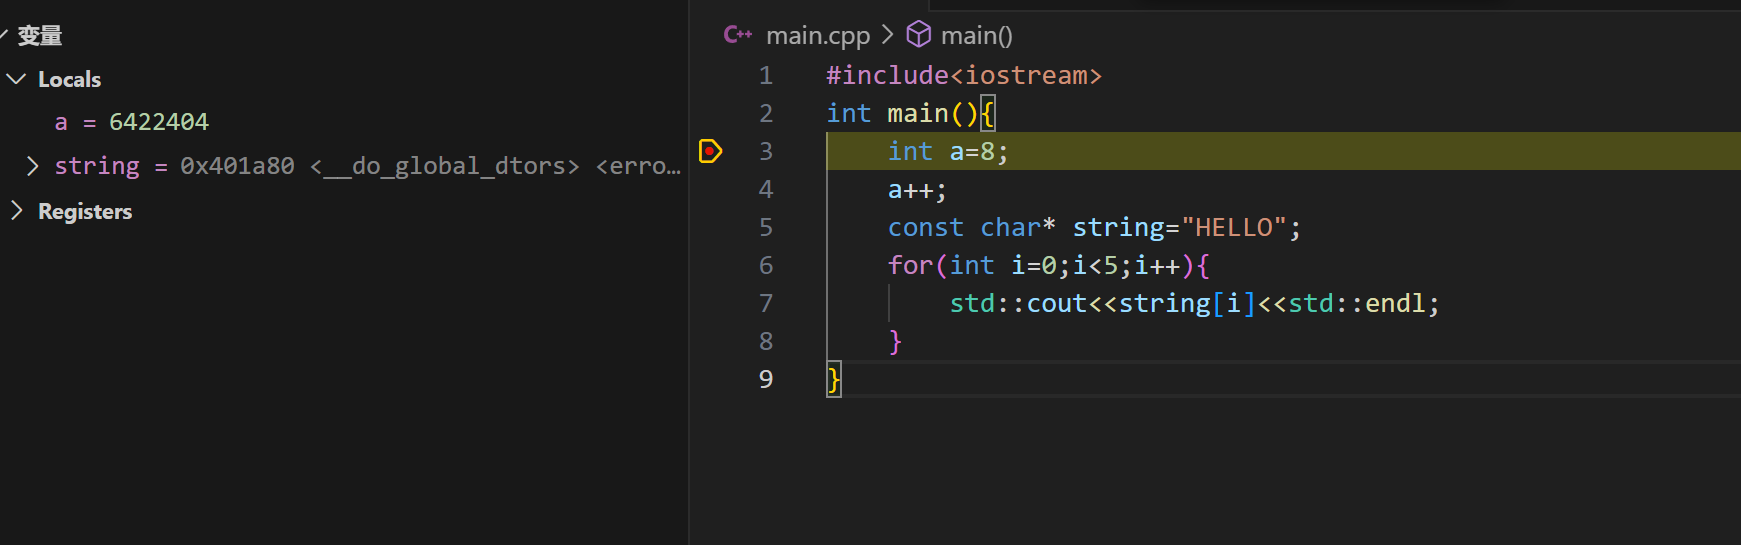 变量
Locals
a = 6422404
string = 0x401a80 <__do_global_dtors> <erro…
Registers
main.cpp > main()
1 #include<iostream>
2 int main(){
3     int a=8;
4     a++;
5     const char* string="HELLO";
6     for(int i=0;i<5;i++){
7         std::cout<<string[i]<<std::endl;
8     }
9 }